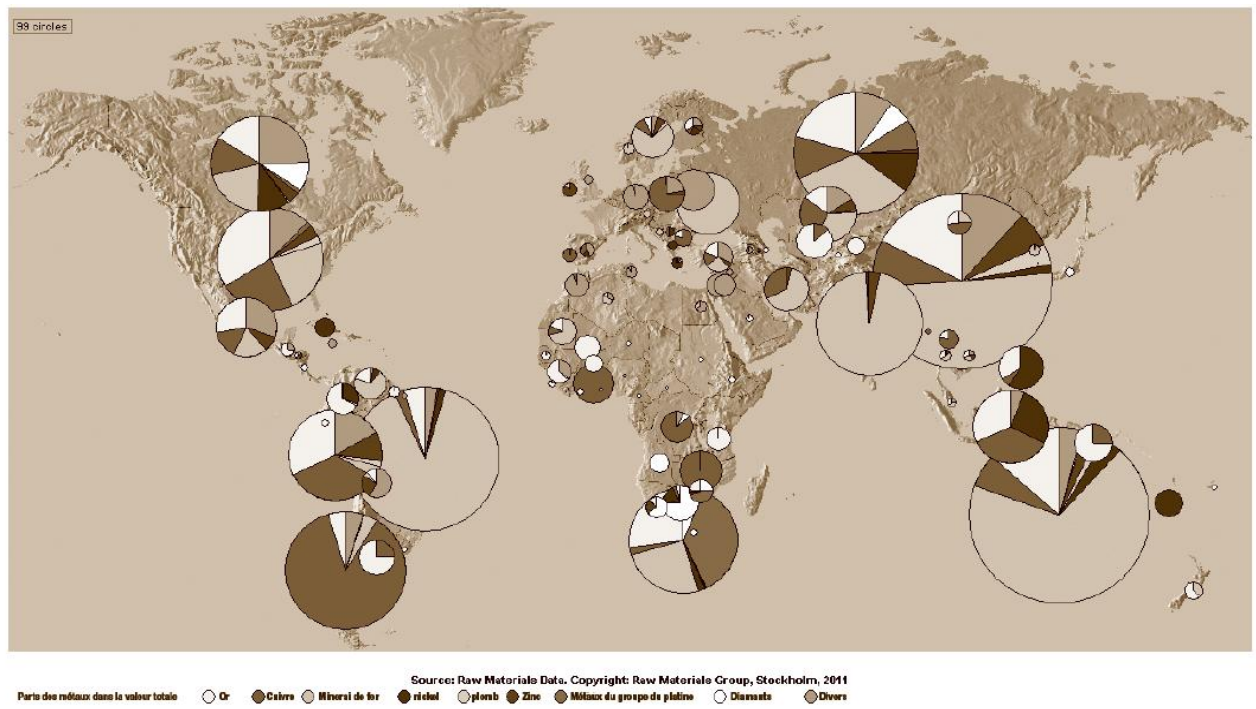 99 circles
Source: Raw Materials Data. Copyright: Raw Materials Group, Stockholm, 2011
Parts des métaux dans la valeur totale Or Cuivre Minerai de fer nickel plomb Zinc Métaux du groupe du platine Diamants Divers